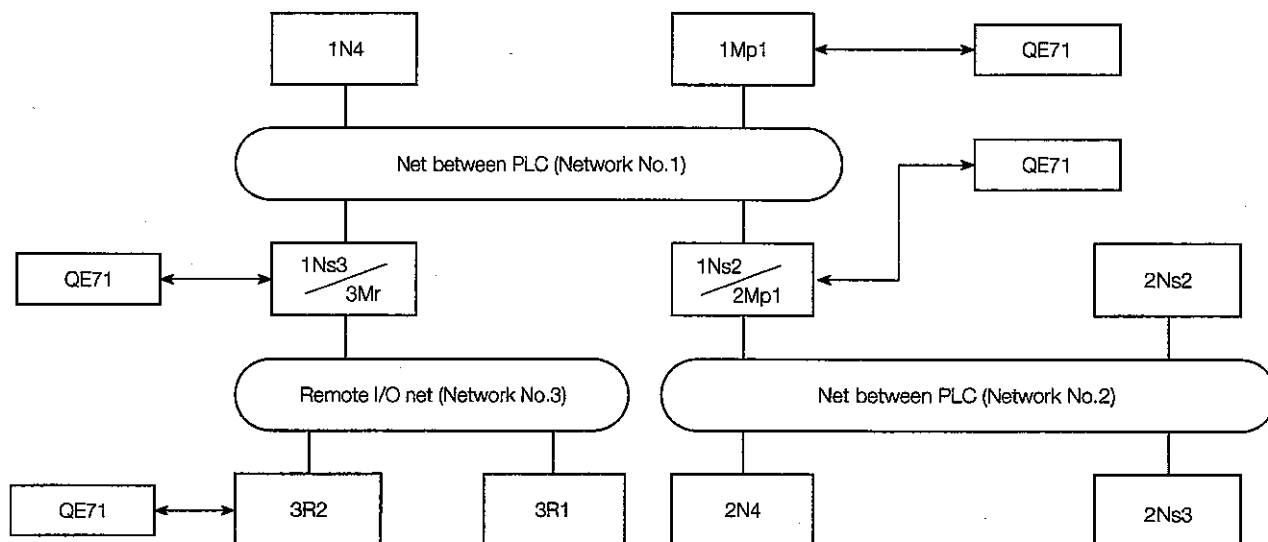 1N4
1Mp1
QE71
Net between PLC (Network No.1)
QE71
QE71
1Ns3
3Mr
1Ns2
2Mp1
2Ns2
Remote I/O net (Network No.3)
Net between PLC (Network No.2)
QE71
3R2
3R1
2N4
2Ns3